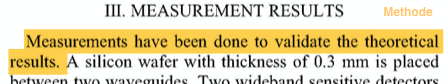 III. MEASUREMENT RESULTS Methode
Measurements have been done to validate the theoretical
results. A silicon wafer with thickness of 0.3 mm is placed
between two waveguides. Two wideband sensitive detectors